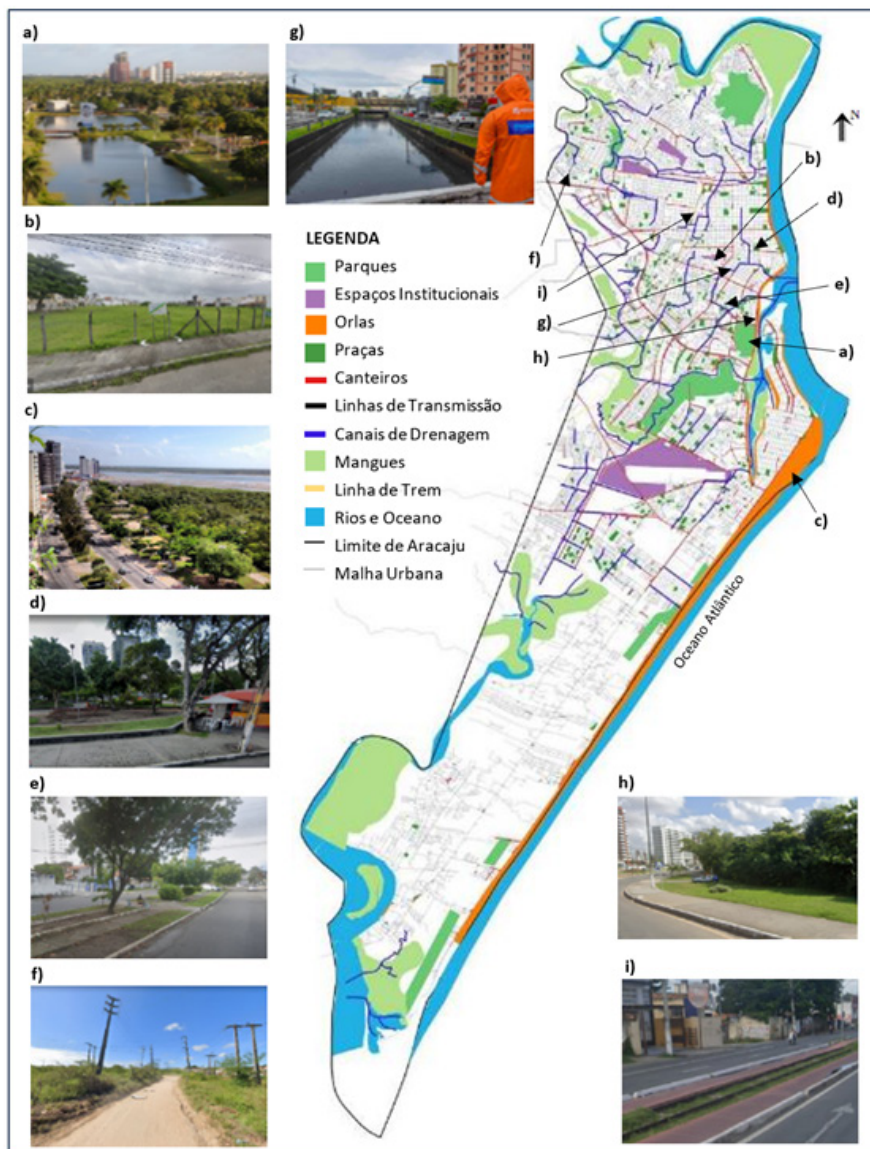 a)
g)
b)
c)
d)
e)
f)
LEGENDA
Parques
Espaços Institucionais
Orlas
Praças
Canteiros
Linhas de Transmissão
Canais de Drenagem
Mangues
Linha de Trem
Rios e Oceano
Limite de Aracaju
Malha Urbana
N
b)
d)
f)
i)
e)
g)
h)
a)
c)
Oceano Atlântico
h)
i)